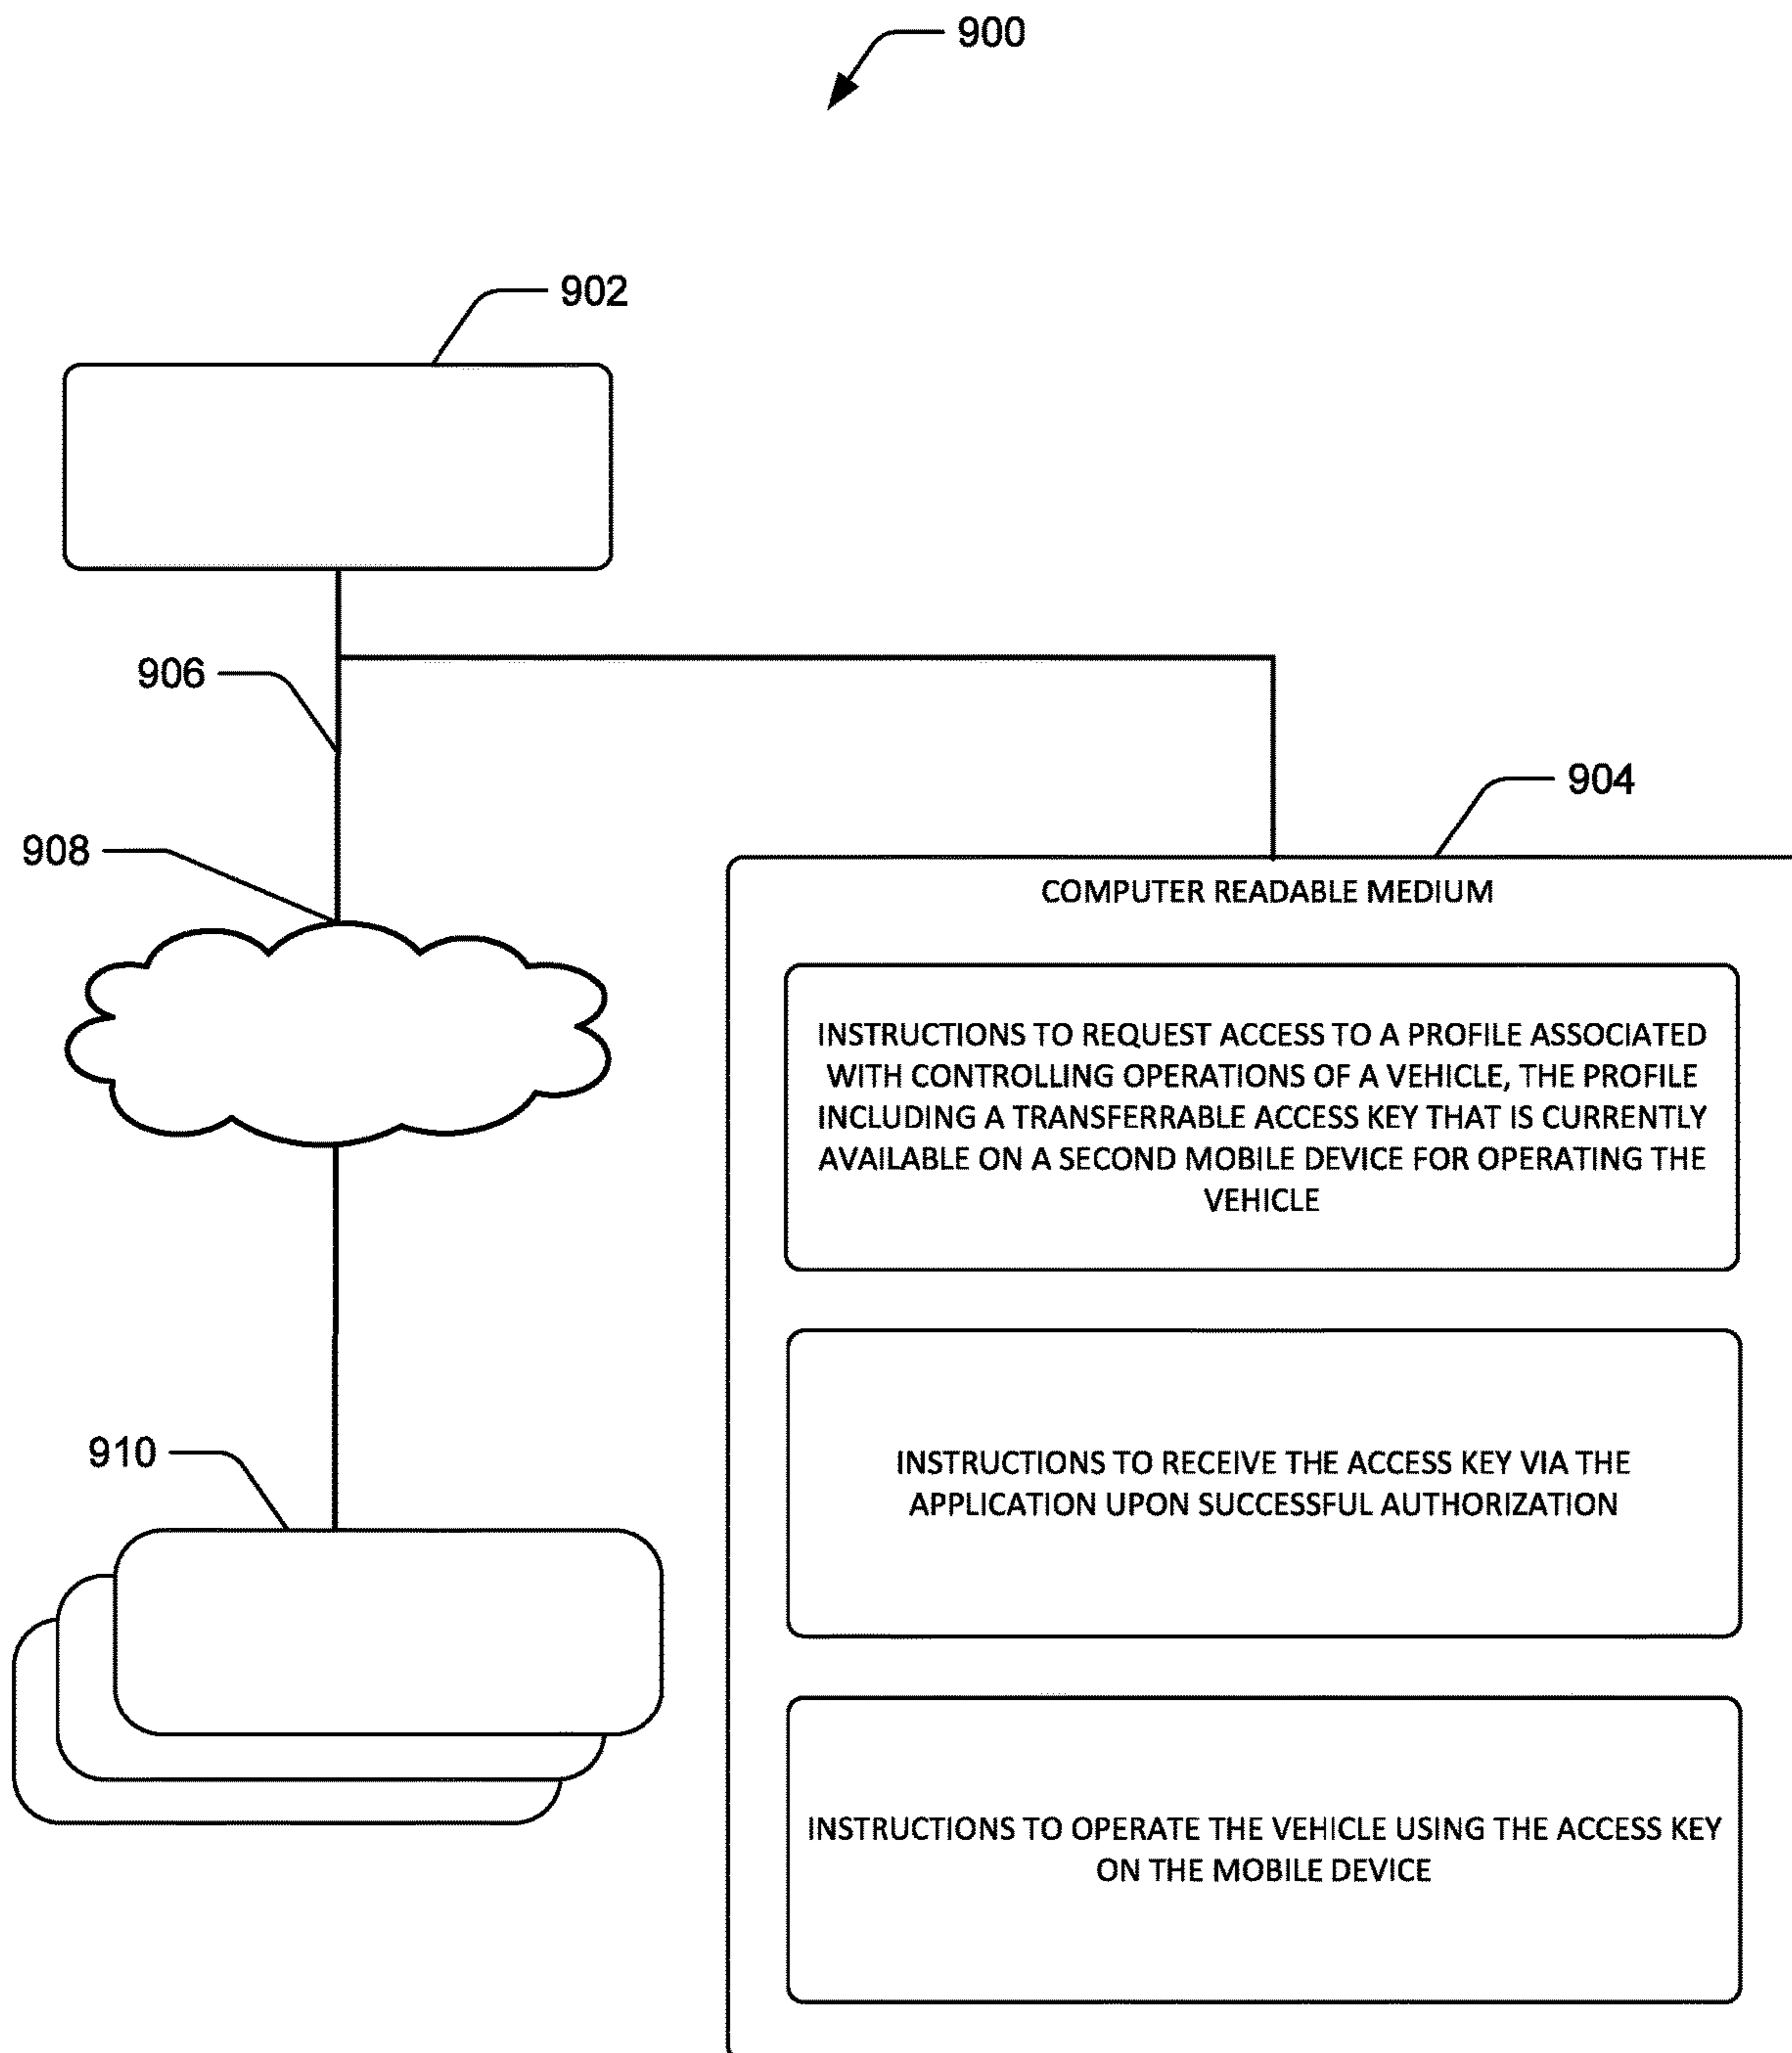 900
902
906
904
908
COMPUTER READABLE MEDIUM
INSTRUCTIONS TO REQUEST ACCESS TO A PROFILE ASSOCIATED
WITH CONTROLLING OPERATIONS OF A VEHICLE, THE PROFILE
INCLUDING A TRANSFERRABLE ACCESS KEY THAT IS CURRENTLY
AVAILABLE ON A SECOND MOBILE DEVICE FOR OPERATING THE
VEHICLE
910
INSTRUCTIONS TO RECEIVE THE ACCESS KEY VIA THE
APPLICATION UPON SUCCESSFUL AUTHORIZATION
INSTRUCTIONS TO OPERATE THE VEHICLE USING THE ACCESS KEY
ON THE MOBILE DEVICE